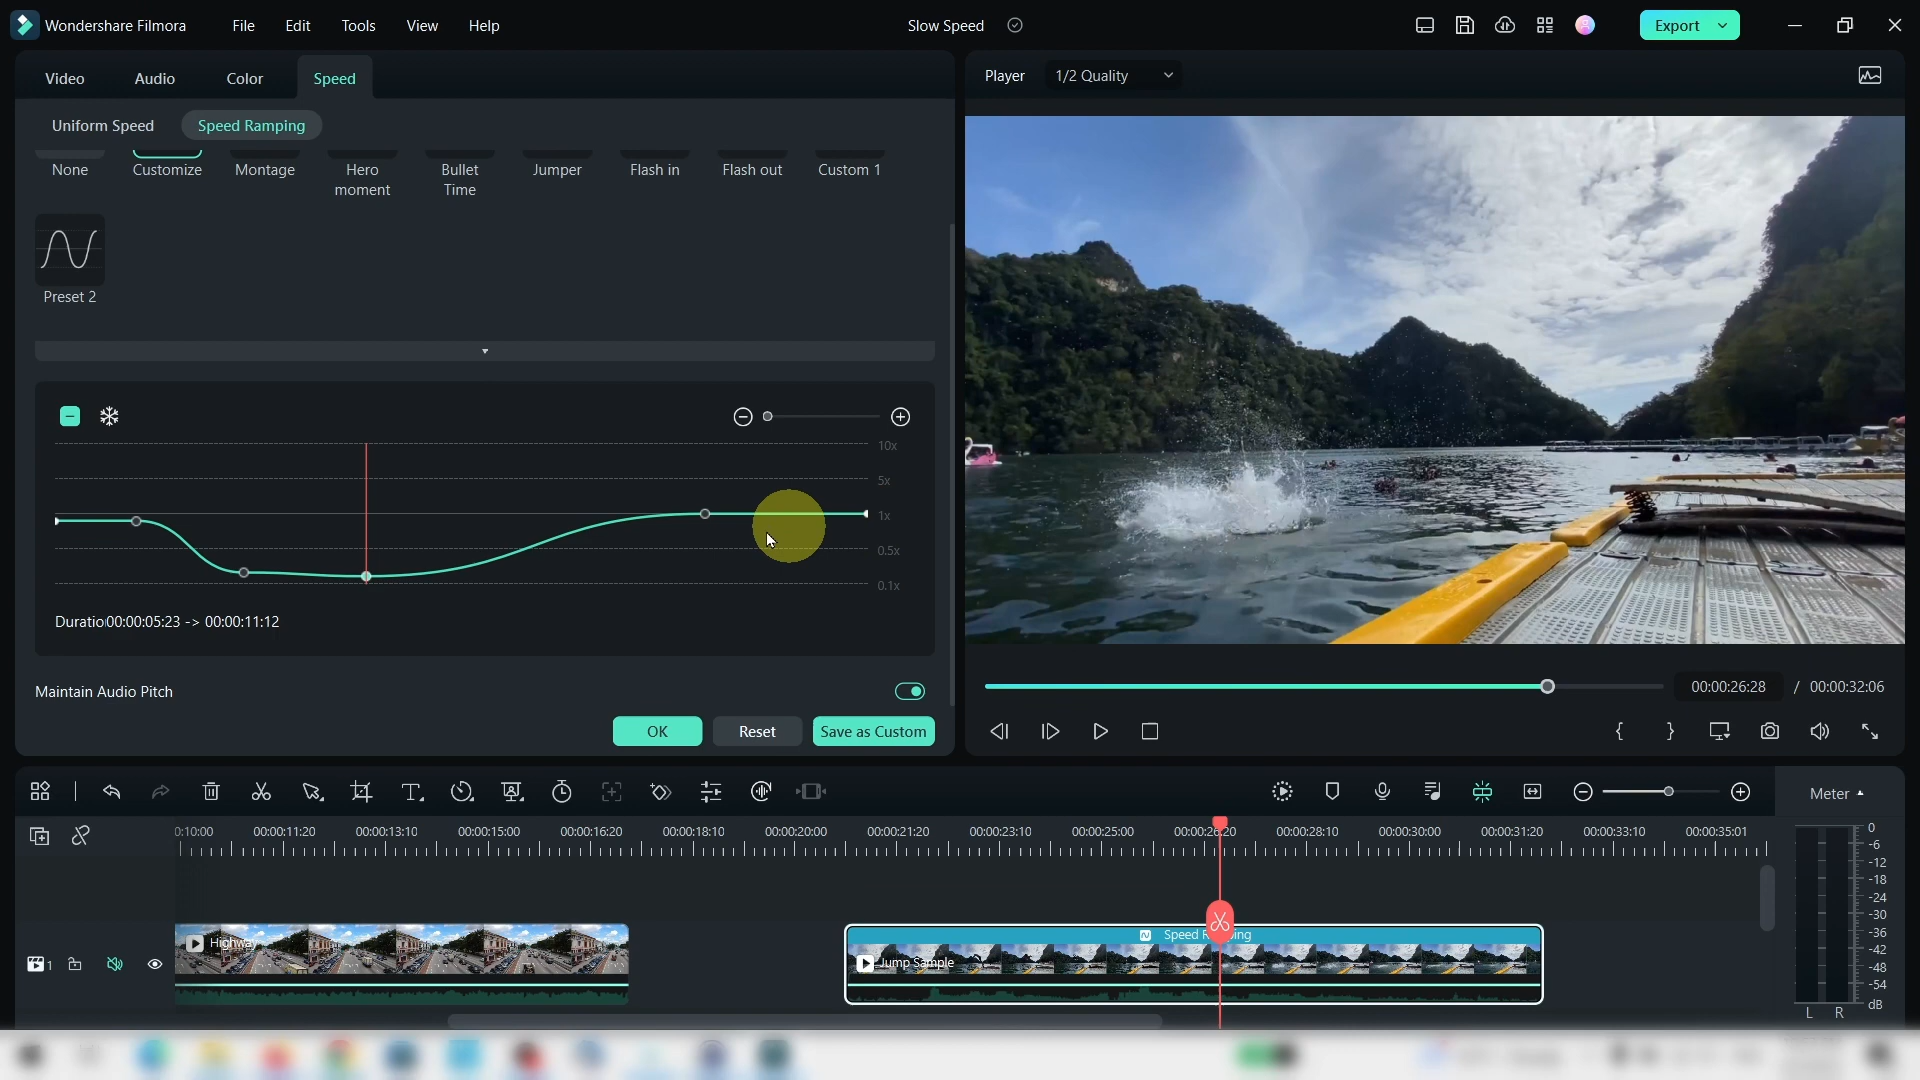 Wondershare Filmora File Edit Tools View Help Slow Speed Export
Video Audio Color Speed
Player 1/2 Quality
Uniform Speed Speed Ramping
None Customize Montage Hero moment Bullet Time Jumper Flash in Flash out Custom 1
Preset 2
10x
5x
1x
0.5x
0.1x
Duratio00:00:05:23 -> 00:00:11:12
Maintain Audio Pitch
00:00:26:28 / 00:00:32:06
OK Reset Save as Custom
Meter
0:10:00 00:00:11:20 00:00:13:10 00:00:15:00 00:00:16:20 00:00:18:10 00:00:20:00 00:00:21:20 00:00:23:10 00:00:25:00 00:00:26:20 00:00:28:10 00:00:30:00 00:00:31:20 00:00:33:10 00:00:35:01
0
-6
-12
-18
-24
-30
-36
-42
-48
-54
dB
L R
Highway
Speed Ramping
Jump Sample
1